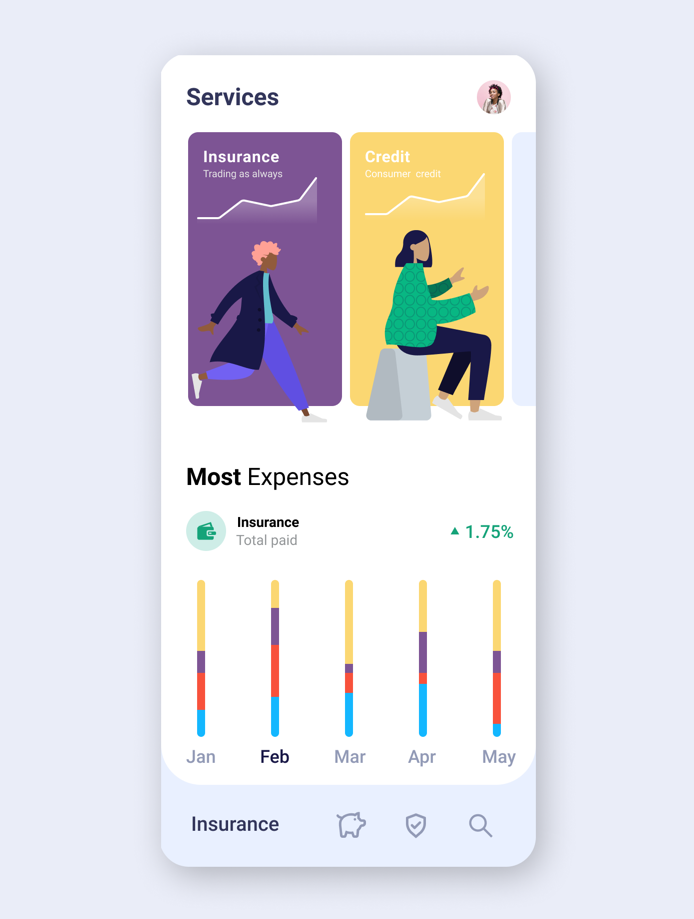 Services
Insurance
Trading as always
Credit
Consumer credit
Most Expenses
Insurance
Total paid
1.75%
Jan Feb Mar Apr May
Insurance